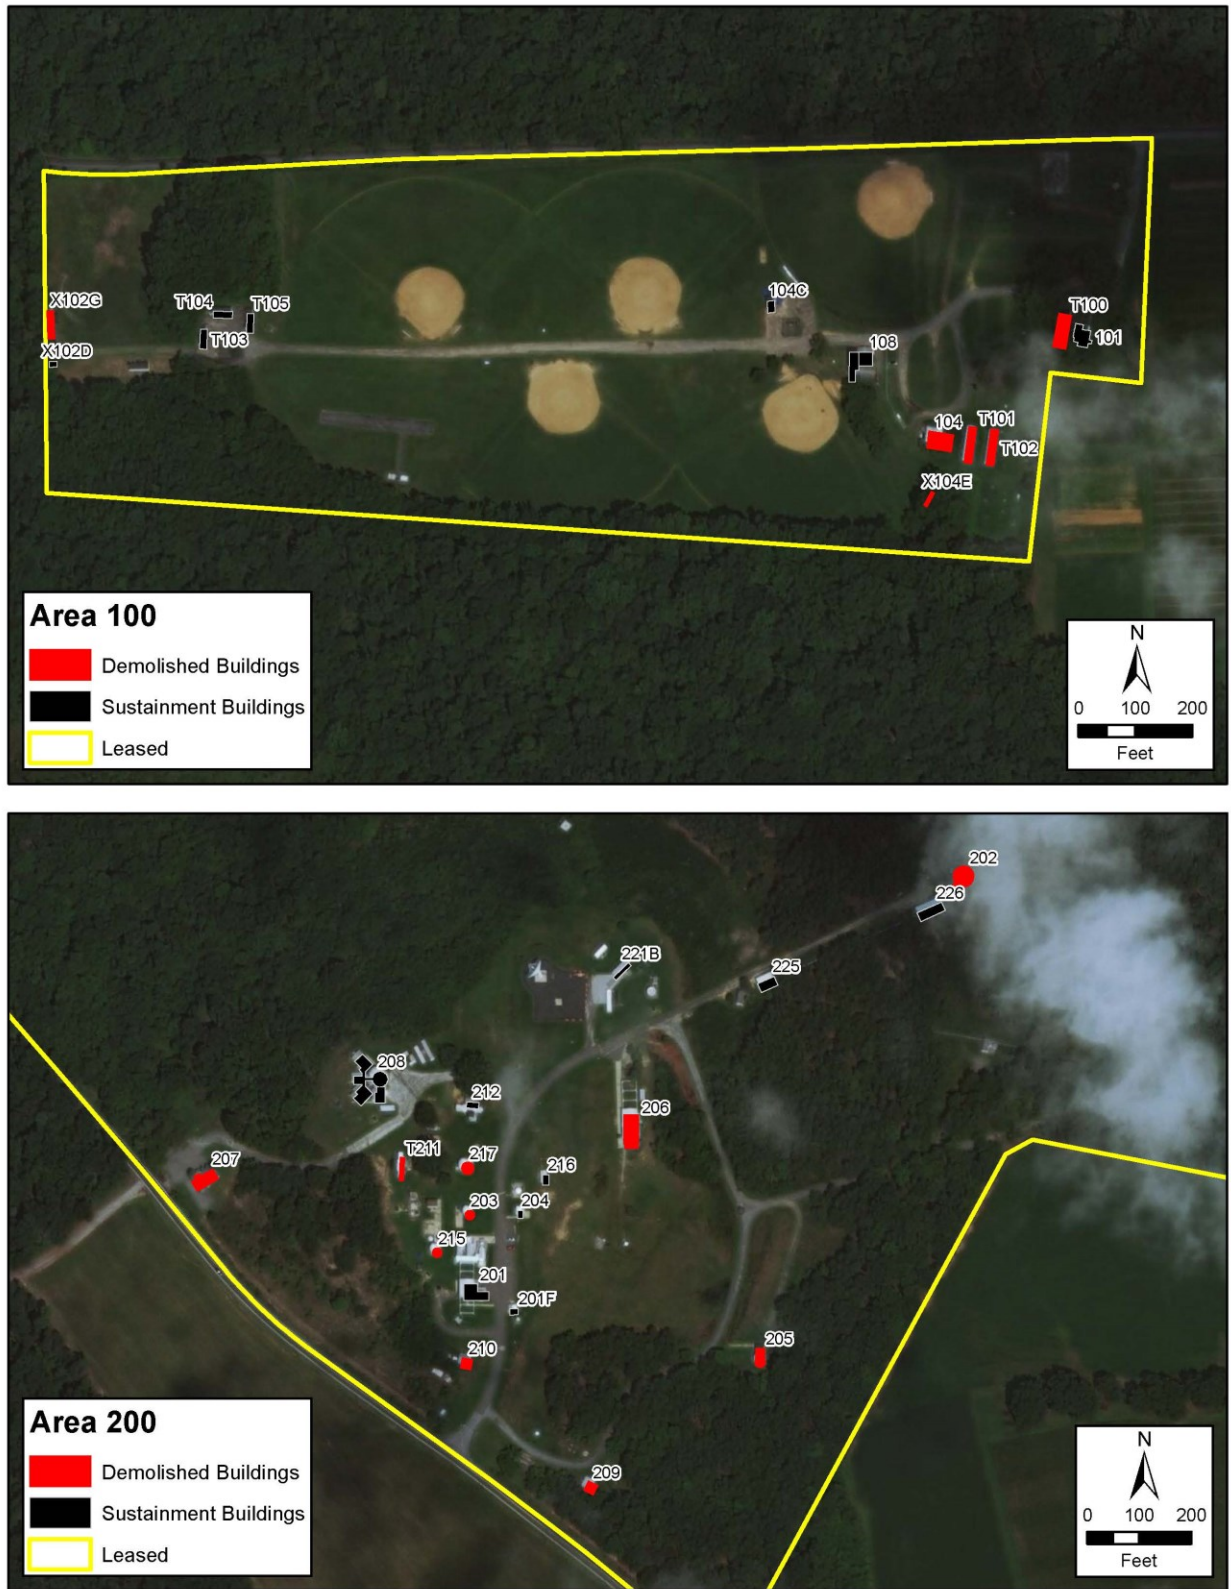 X102G
T104
T105
T103
X102D
104C
108
T100
101
104
T101
T102
X104E
Area 100
Demolished Buildings
Sustainment Buildings
Leased
N
0 100 200
Feet
202
226
221B
225
208
212
206
T211
217
216
207
203
204
215
201
201F
210
205
209
Area 200
Demolished Buildings
Sustainment Buildings
Leased
N
0 100 200
Feet